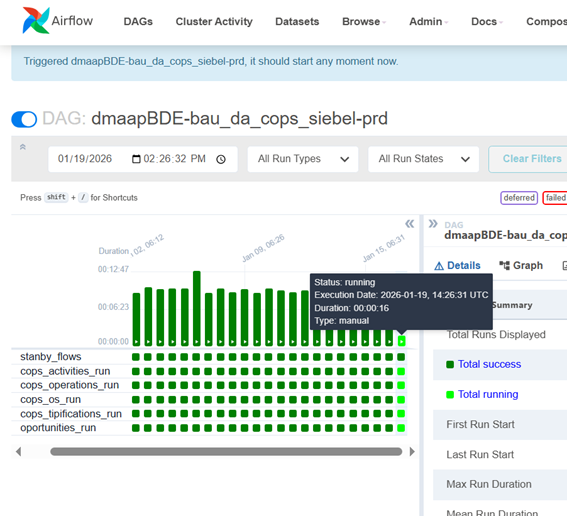 Airflow DAGs Cluster Activity Datasets Browse Admin Docs Compos
Triggered dmaapBDE-bau_da_cops_siebel-prd, it should start any moment now.
DAG: dmaapBDE-bau_da_cops_siebel-prd
01/19/2026 02:26:32 PM All Run Types All Run States Clear Filters
Press shift + / for Shortcuts
deferred failed
DAG
dmaapBDE-bau_da_co
Details Graph
Duration
02, 06:12 Jan 09, 06:26 Jan 15, 06:31
00:12:47
00:06:23
00:00:00
Status: running
Execution Date: 2026-01-19, 14:26:31 UTC
Duration: 00:00:16
Type: manual
stanby_flows
cops_activities_run
cops_operations_run
cops_os_run
cops_tipifications_run
oportunities_run
Summary
Total Runs Displayed
Total success
Total running
First Run Start
Last Run Start
Max Run Duration
Mean Run Duration